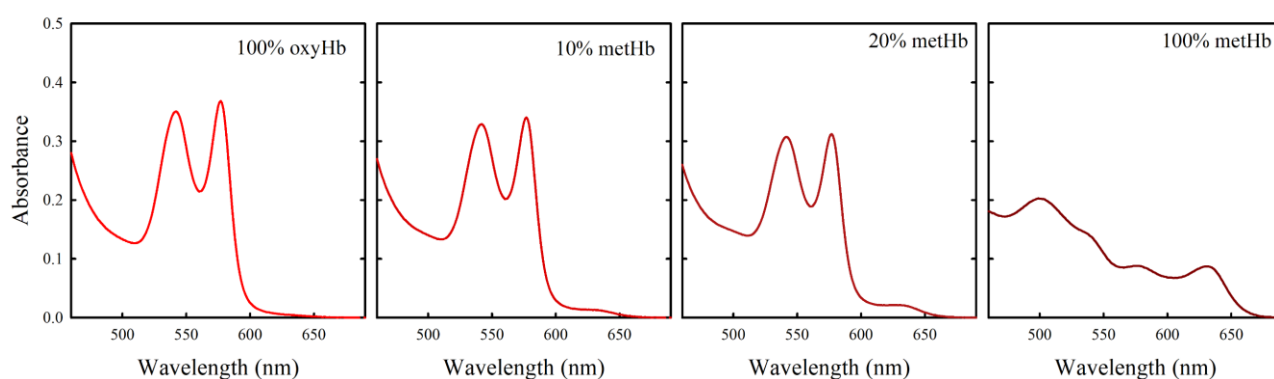 0.5
0.4
0.3
0.2
0.1
0.0
Absorbance
100% oxyHb
500 550 600 650
Wavelength (nm)
10% metHb
500 550 600 650
Wavelength (nm)
20% metHb
500 550 600 650
Wavelength (nm)
100% metHb
500 550 600 650
Wavelength (nm)